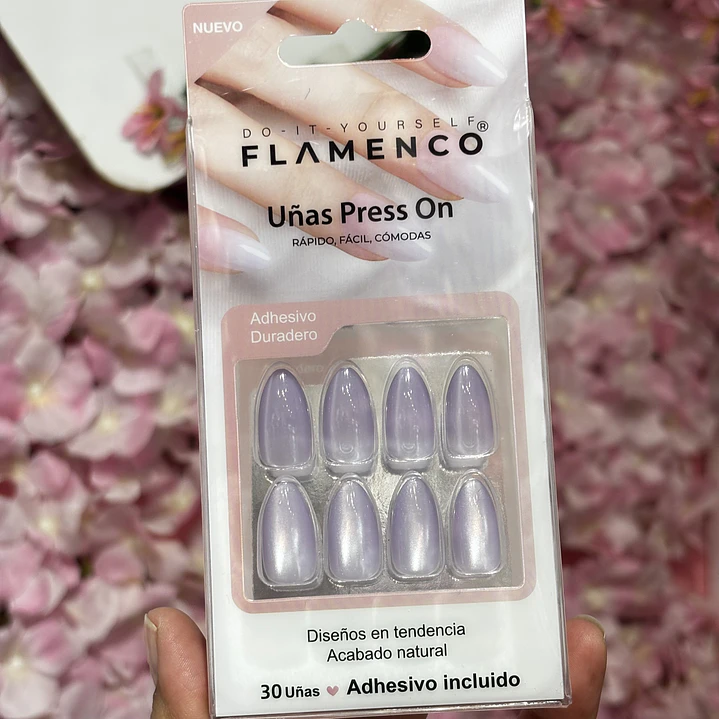 NUEVO
DO-IT-YOURSELF®
FLAMENCO
Uñas Press On
RÁPIDO, FÁCIL, CÓMODAS
Adhesivo
Duradero
Diseños en tendencia
Acabado natural
30 Uñas ♥ Adhesivo incluido